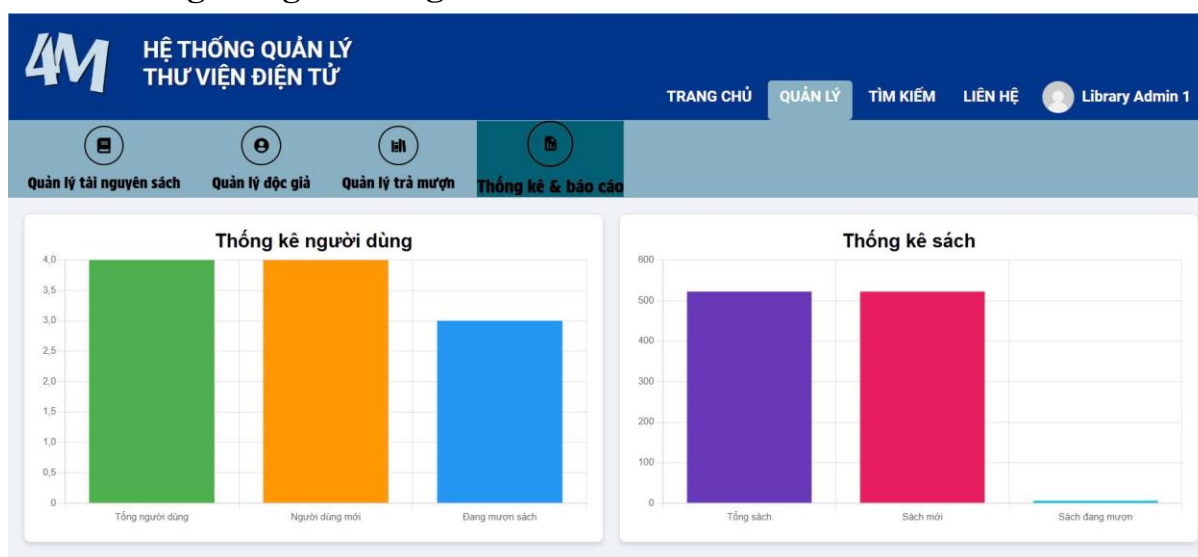 4M
HỆ THỐNG QUẢN LÝ
THƯ VIỆN ĐIỆN TỬ
TRANG CHỦ QUẢN LÝ TÌM KIẾM LIÊN HỆ Library Admin 1
Quản lý tài nguyên sách Quản lý độc giả Quản lý trả mượn Thống kê & báo cáo
Thống kê người dùng
4,0
3,5
3,0
2,5
2,0
1,5
1,0
0,5
0
Tổng người dùng Người dùng mới Đang mượn sách
Thống kê sách
600
500
400
300
200
100
0
Tổng sách Sách mới Sách đang mượn